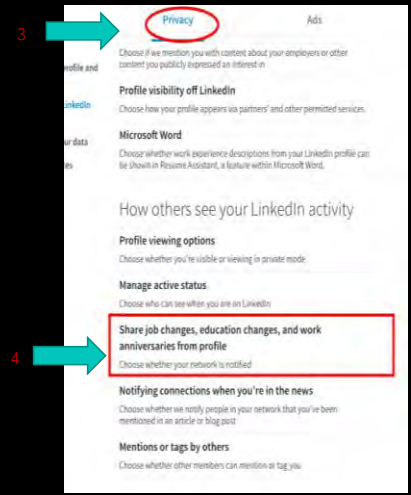 3
Privacy Ads
Choose if we mention you with content about your employers or other
content you publicly expressed an interest in
rofile and
Profile visibility off LinkedIn
inkedIn
Choose how your profile appears via partners' and other permitted services.
Microsoft Word
ur data
Choose whether work experience descriptions from your LinkedIn profile can
be shown in Resume Assistant, a feature within Microsoft Word.
es
How others see your LinkedIn activity
Profile viewing options
Choose whether you're visible or viewing in private mode
Manage active status
Choose who can see when you are on LinkedIn
Share job changes, education changes, and work
anniversaries from profile
4
Choose whether your network is notified
Notifying connections when you're in the news
Choose whether we notify people in your network that you've been
mentioned in an article or blog post
Mentions or tags by others
Choose whether other members can mention or tag you